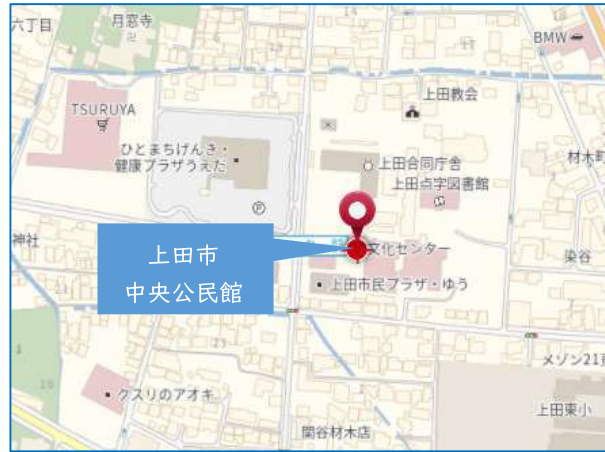 六丁目
月窓寺
卍
BMW
TSURUYA
上田教会
ひとまちげんき・
健康プラザうえだ
上田合同庁舎
上田点字図書館
材木町
P
神社
上田市
中央公民館
文化センター
染谷
上田市民プラザ・ゆう
メゾン21
クスリのアオキ
上田東小
関谷材木店